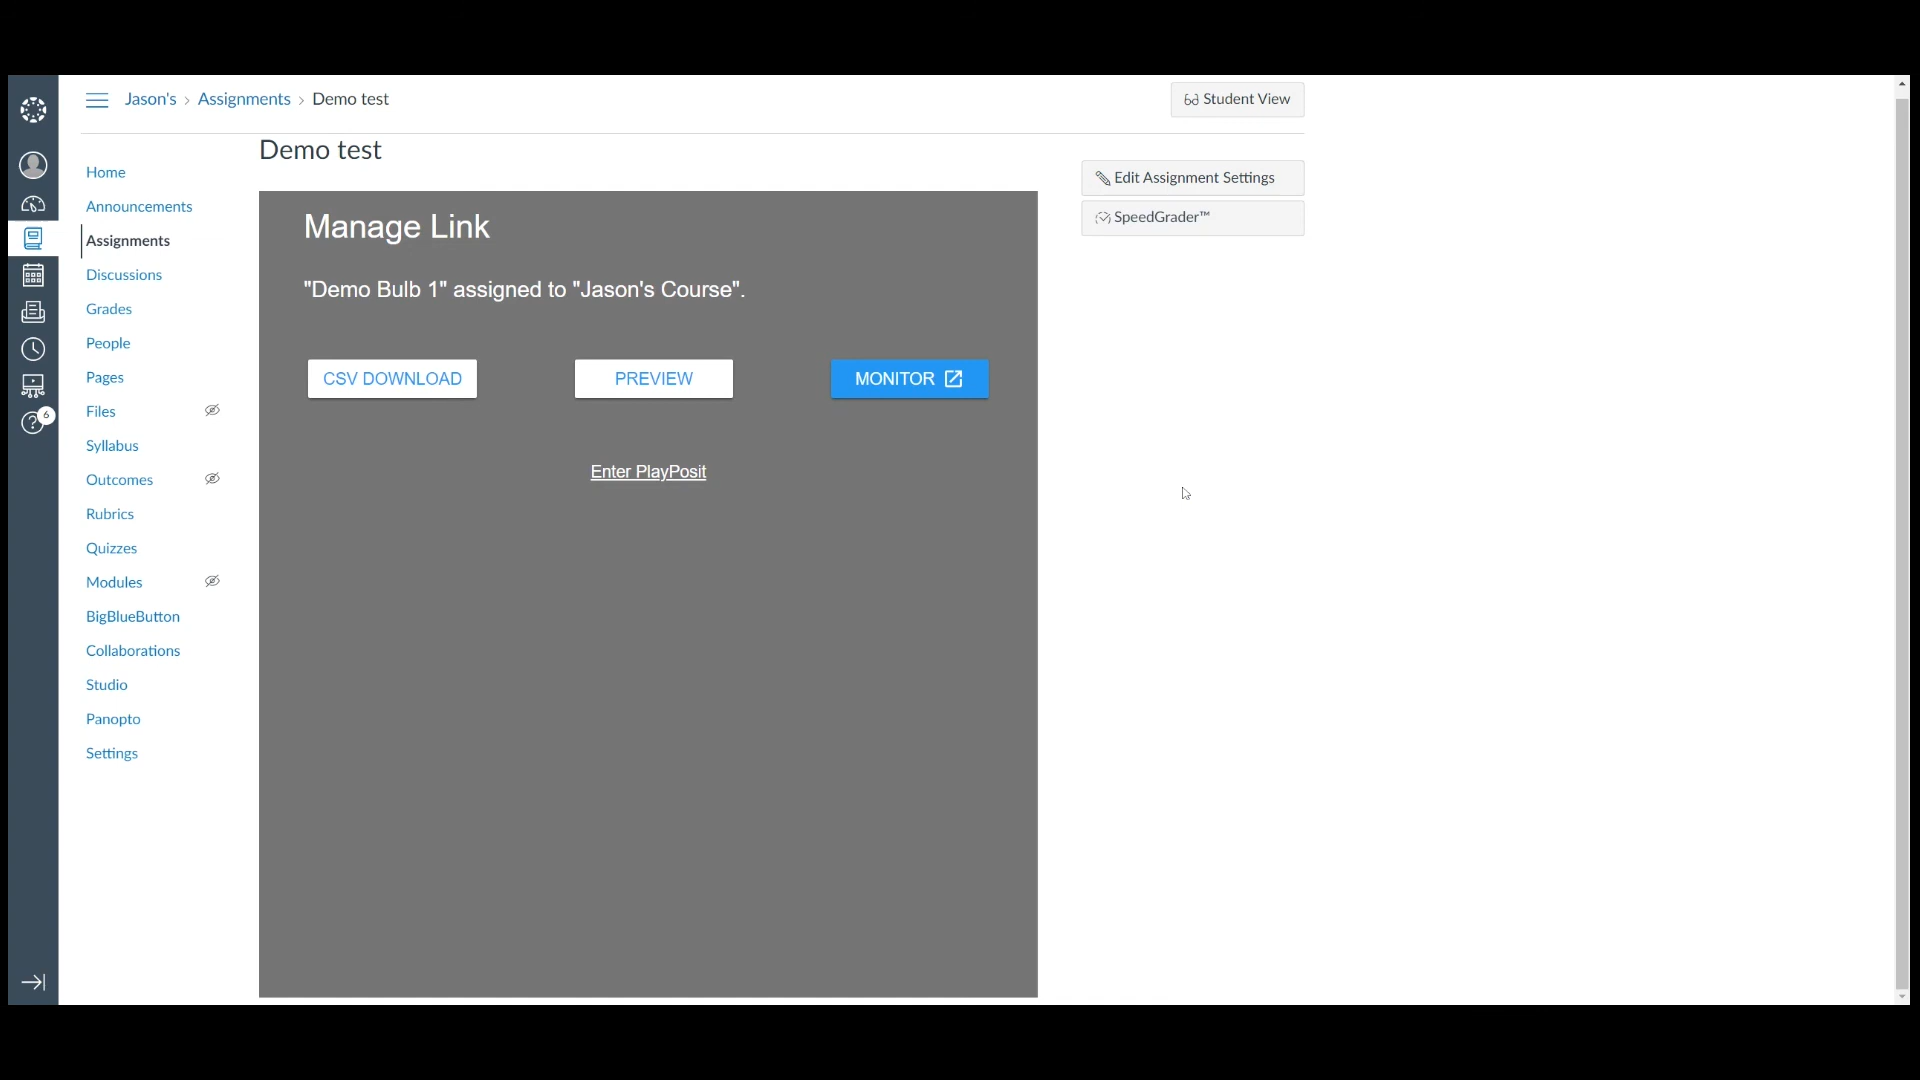 Jason's › Assignments › Demo test
Student View
Demo test
Home
Announcements
Assignments
Discussions
Grades
People
Pages
Files
Syllabus
Outcomes
Rubrics
Quizzes
Modules
BigBlueButton
Collaborations
Studio
Panopto
Settings
6
Manage Link
"Demo Bulb 1" assigned to "Jason's Course".
CSV DOWNLOAD
PREVIEW
MONITOR
Enter PlayPosit
Edit Assignment Settings
SpeedGrader™